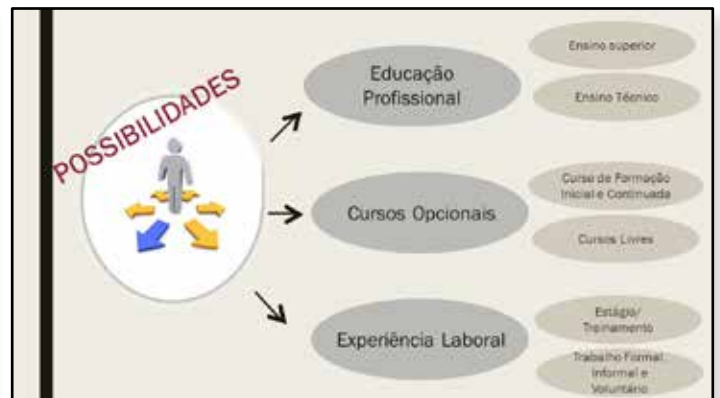 POSSIBILIDADES
Educação
Profissional
Ensino superior
Ensino Técnico
Cursos Opcionais
Curso de Formação
Inicial e Continuada
Cursos Livres
Experiência Laboral
Estágio/
Treinamento
Trabalho Formal
Informal e
Voluntário